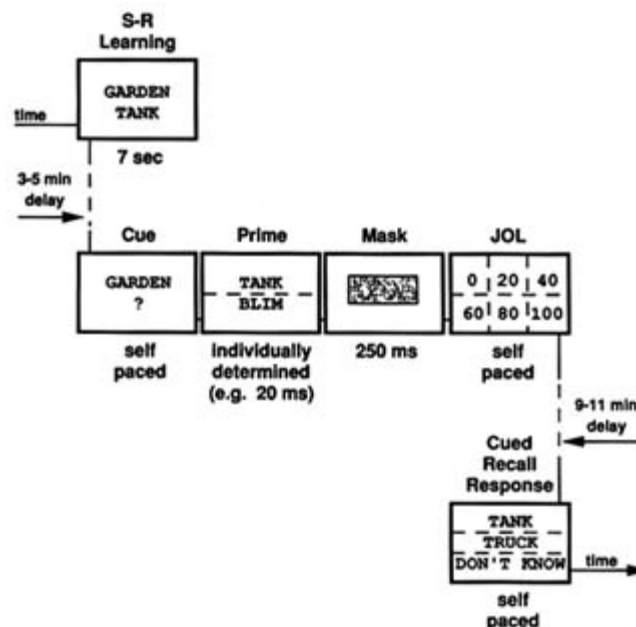 S-R
Learning
GARDEN
TANK
time
7 sec
3-5 min
delay
Cue
Prime
Mask
JOL
GARDEN
?
TANK
BLIM
0 20 40
60 80 100
self
paced
individually
determined
(e.g. 20 ms)
250 ms
self
paced
9-11 min
delay
Cued
Recall
Response
TANK
TRUCK
DON'T KNOW
time
self
paced